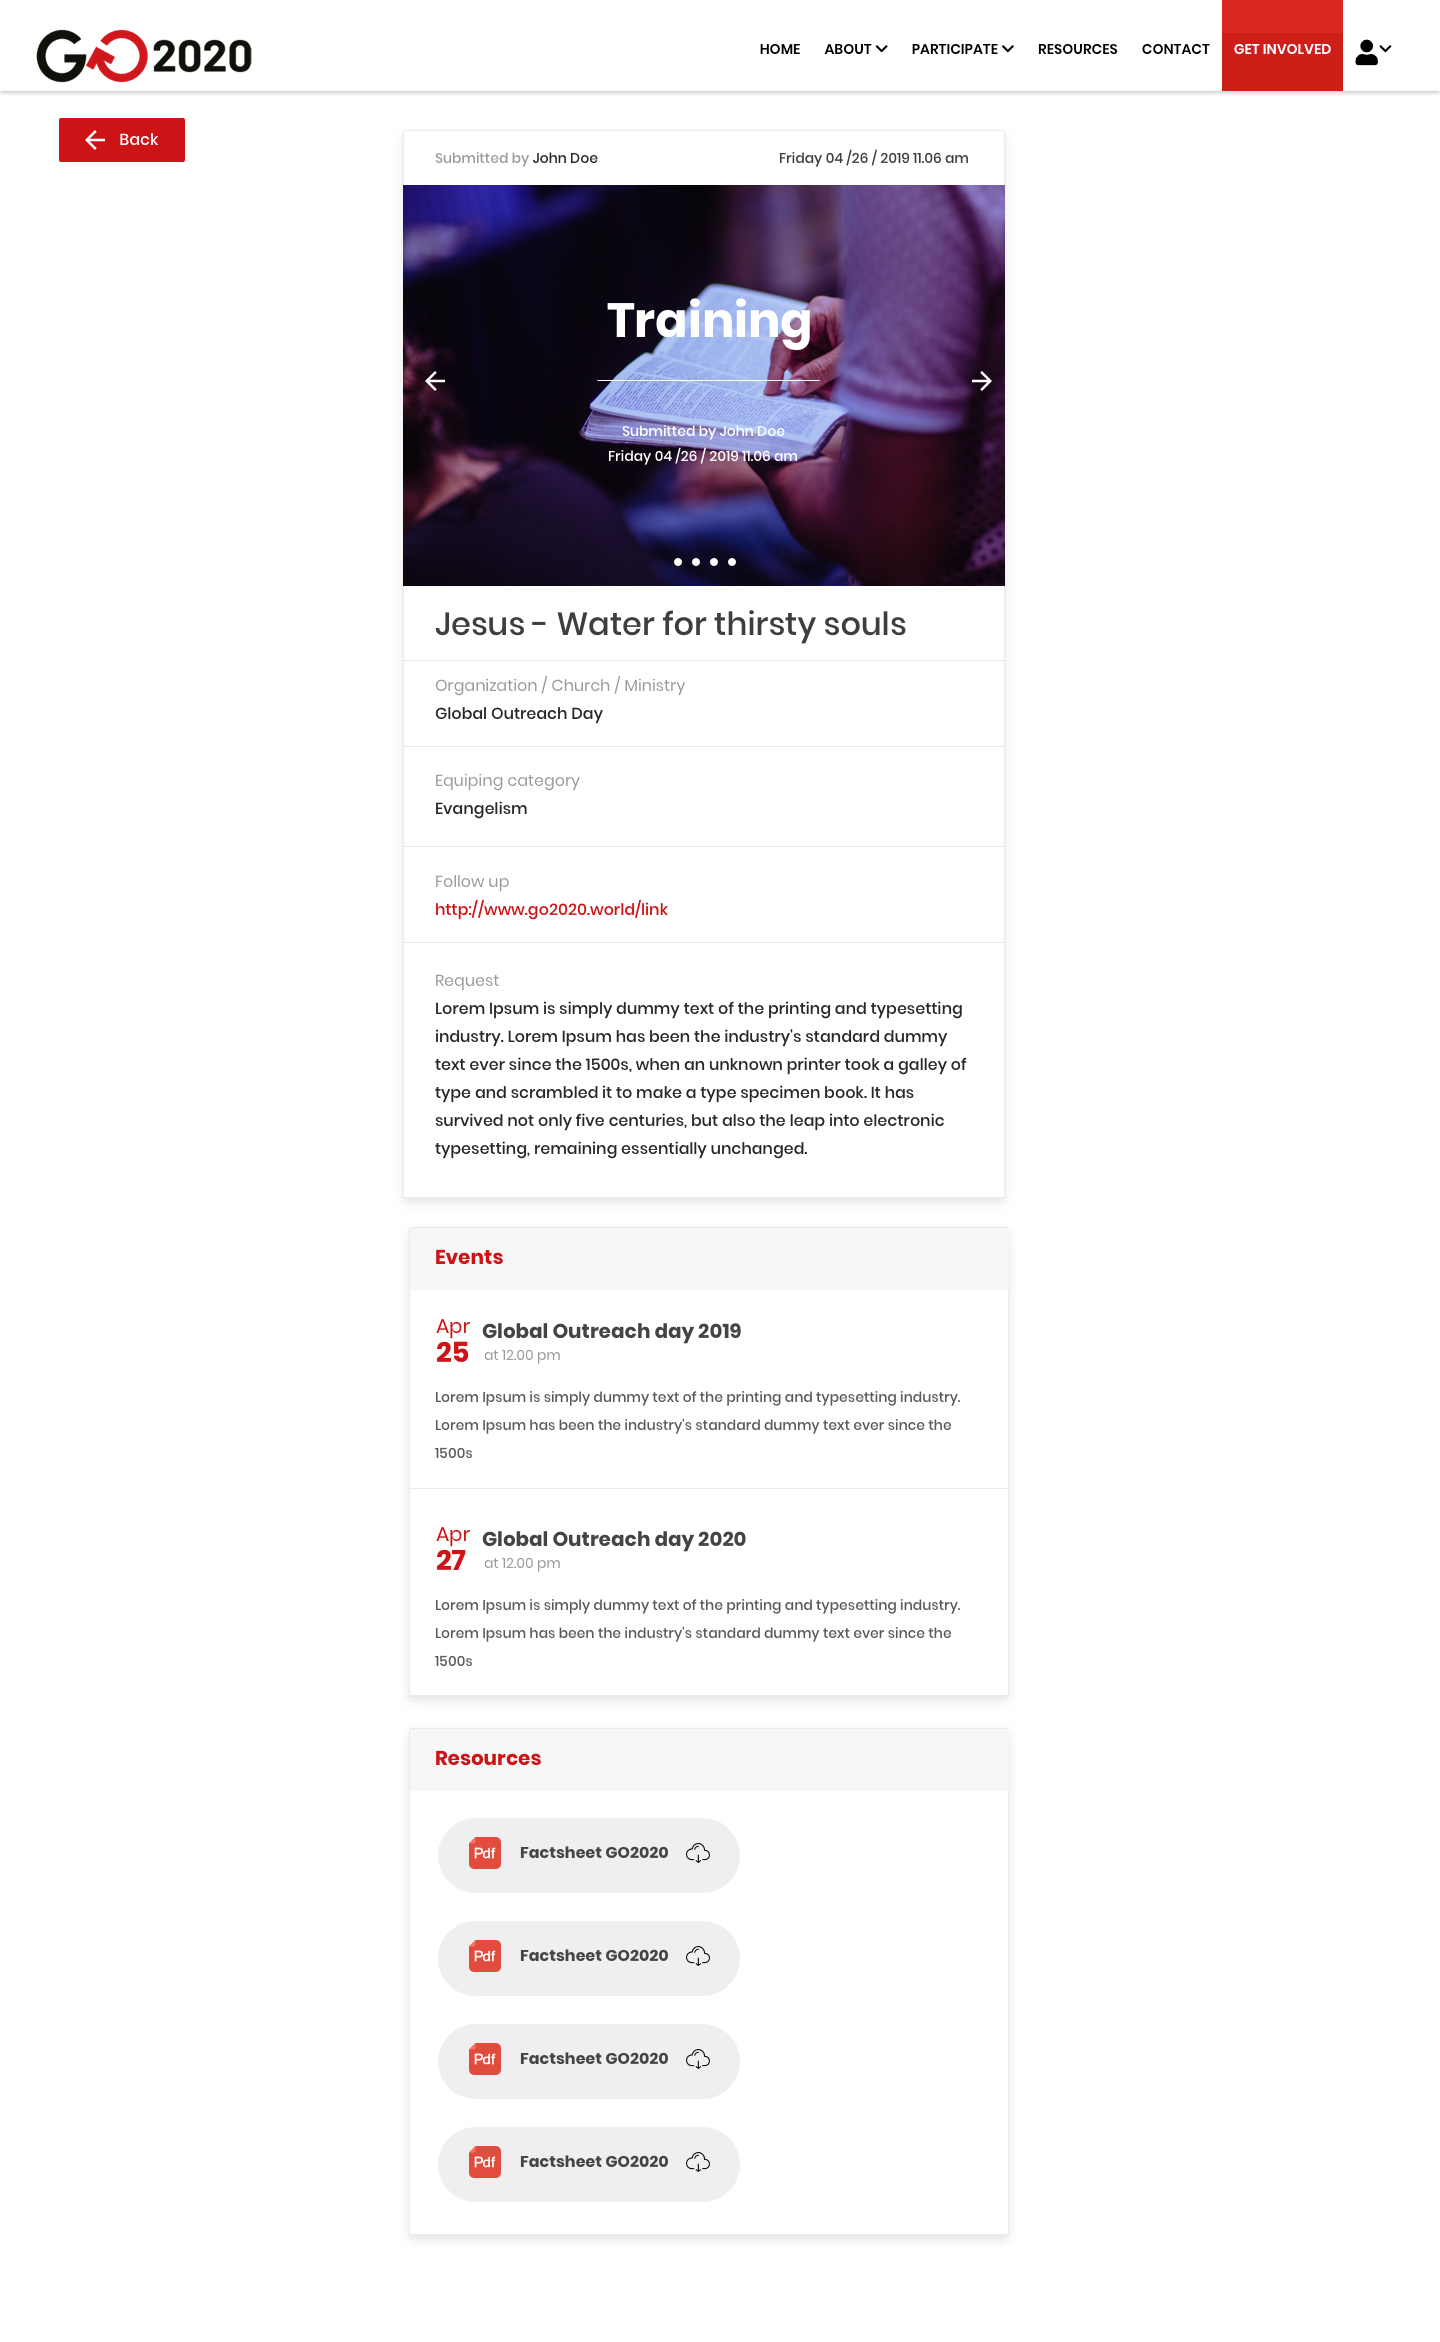 GO2020
HOME ABOUT PARTICIPATE RESOURCES CONTACT GET INVOLVED
Back
Submitted by John Doe
Friday 04 /26 / 2019 11.06 am
Training
Submitted by John Doe
Friday 04 /26 / 2019 11.06 am
Jesus - Water for thirsty souls
Organization / Church / Ministry
Global Outreach Day
Equiping category
Evangelism
Follow up
http://www.go2020.world/link
Request
Lorem Ipsum is simply dummy text of the printing and typesetting
industry. Lorem Ipsum has been the industry's standard dummy
text ever since the 1500s, when an unknown printer took a galley of
type and scrambled it to make a type specimen book. It has
survived not only five centuries, but also the leap into electronic
typesetting, remaining essentially unchanged.
Events
Apr
25
Global Outreach day 2019
at 12.00 pm
Lorem Ipsum is simply dummy text of the printing and typesetting industry.
Lorem Ipsum has been the industry's standard dummy text ever since the
1500s
Apr
27
Global Outreach day 2020
at 12.00 pm
Lorem Ipsum is simply dummy text of the printing and typesetting industry.
Lorem Ipsum has been the industry's standard dummy text ever since the
1500s
Resources
Pdf Factsheet GO2020
Pdf Factsheet GO2020
Pdf Factsheet GO2020
Pdf Factsheet GO2020